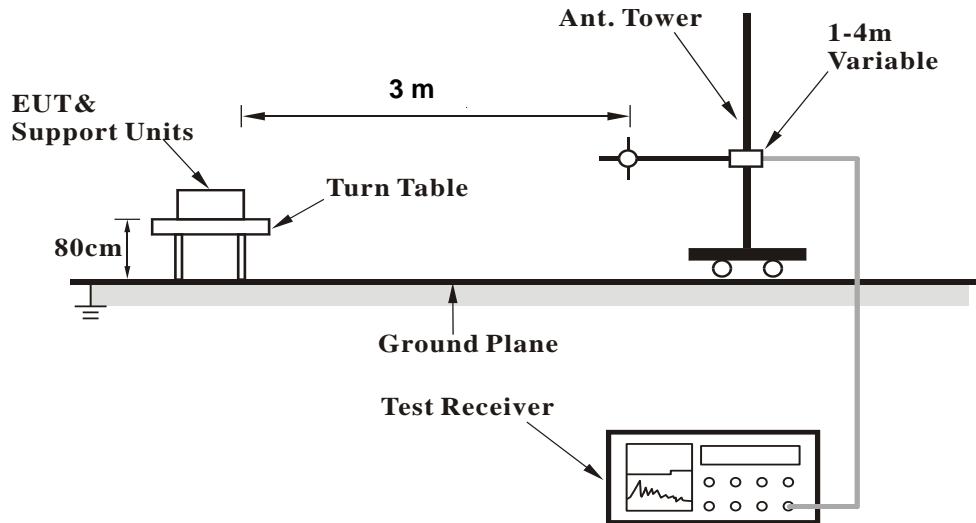 Ant. Tower
1-4m
Variable
3 m
EUT&
Support Units
Turn Table
80cm
Ground Plane
Test Receiver